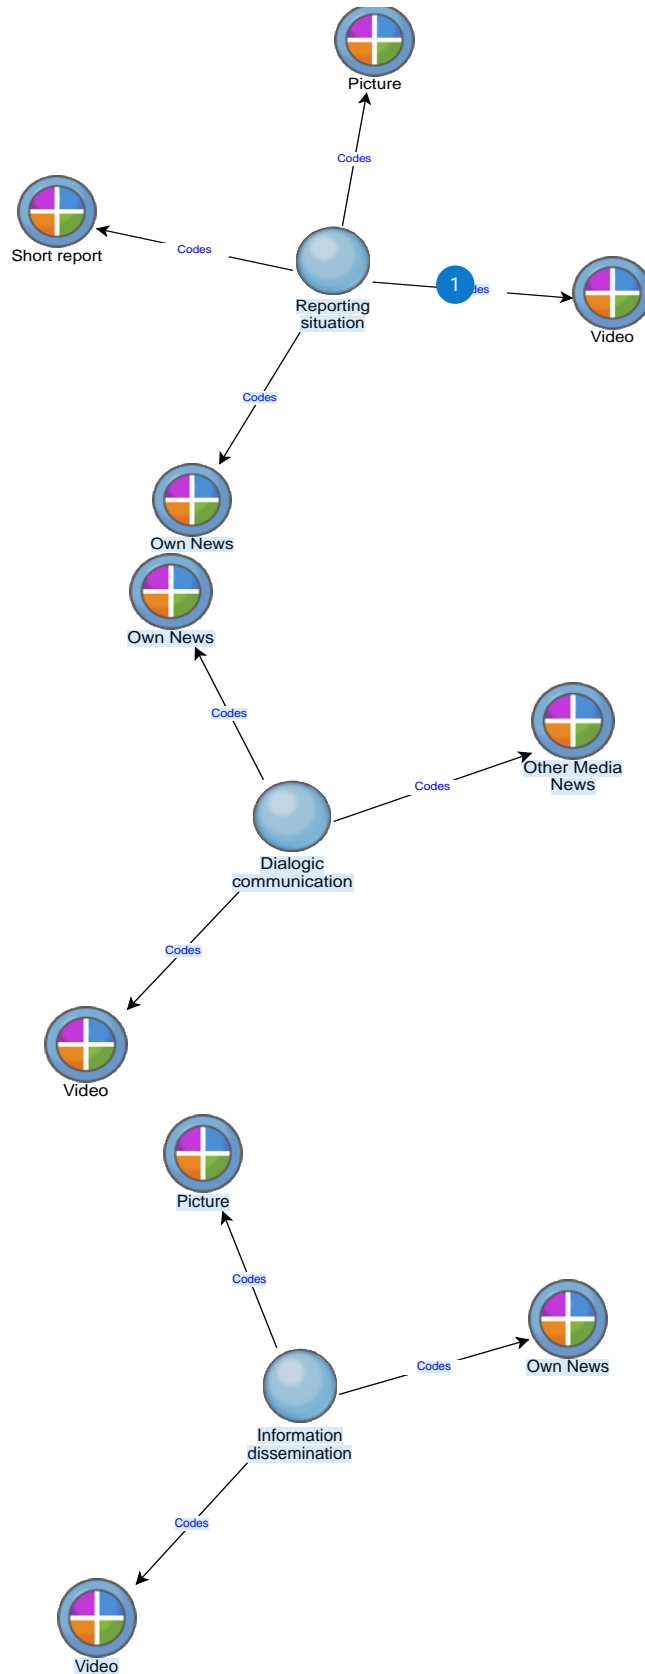 Picture
Codes
Short report
Codes
Reporting
situation
1
Video
Codes
Own News
Own News
Codes
Other Media
News
Codes
Dialogic
communication
Codes
Video
Picture
Codes
Own News
Codes
Information
dissemination
Codes
Video